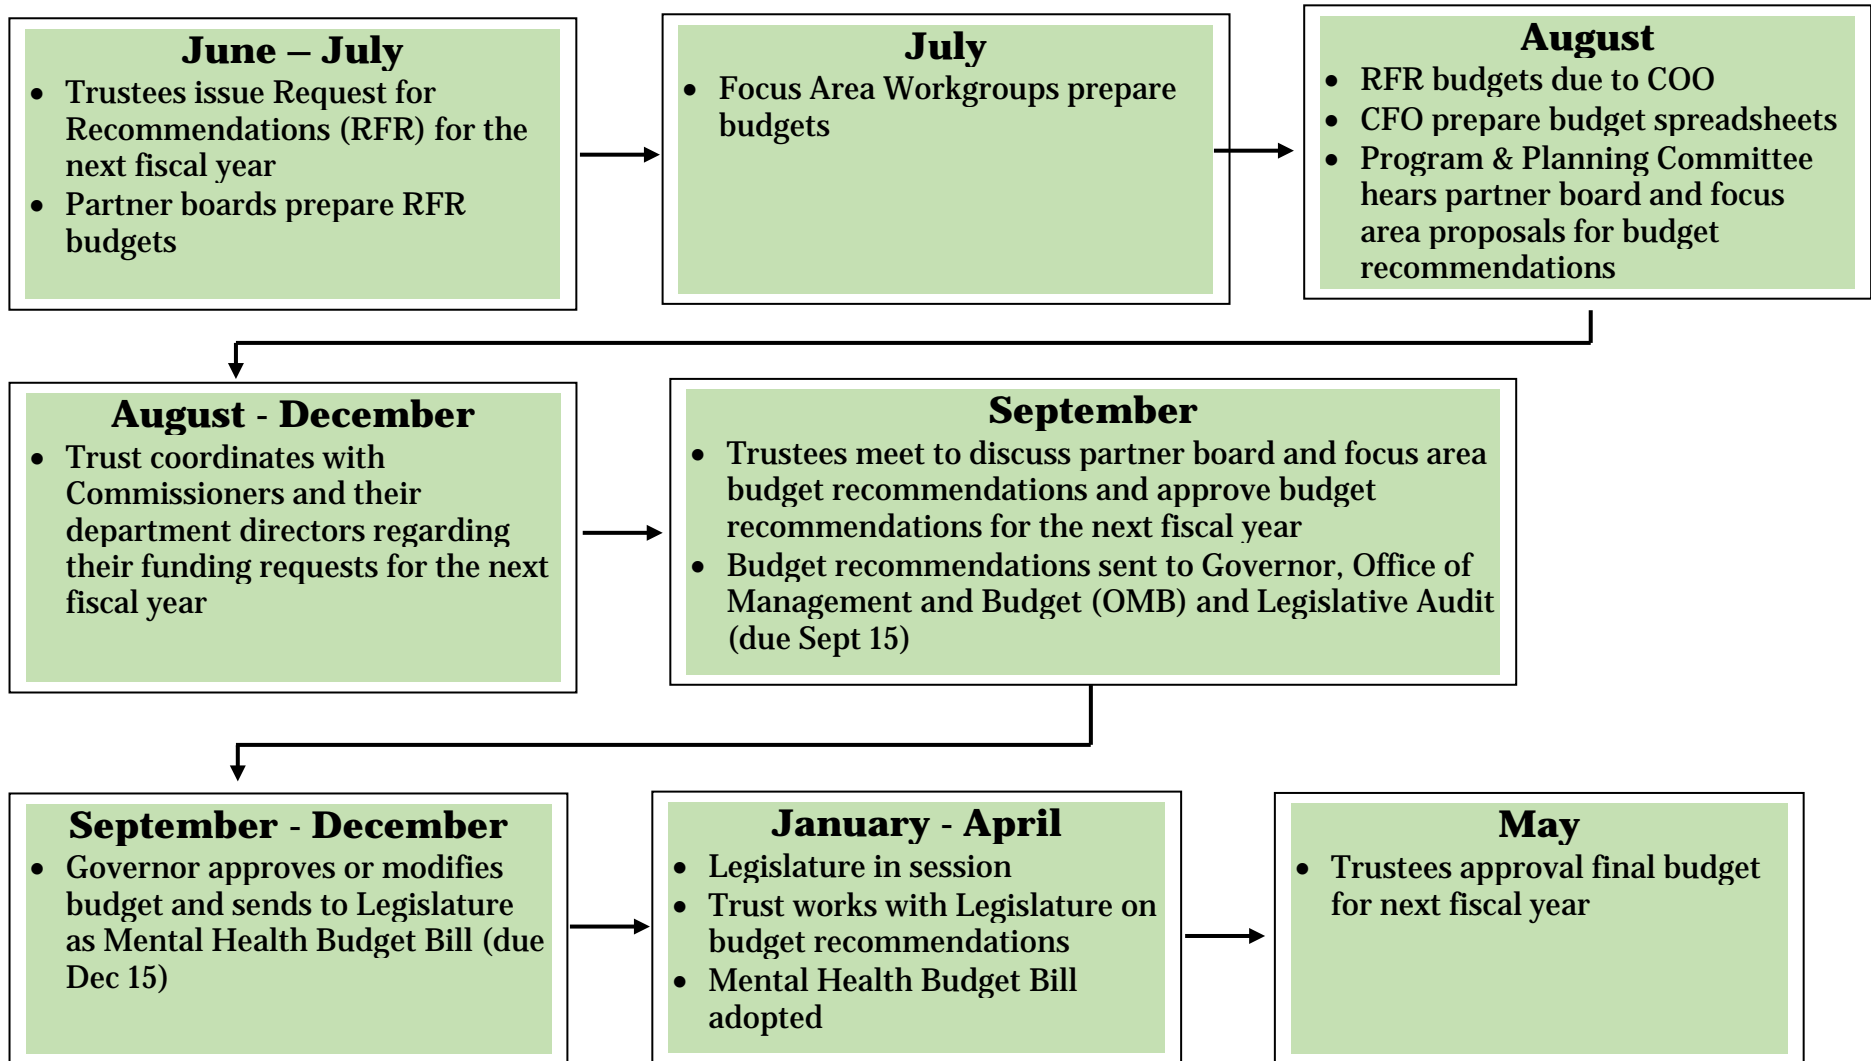 June – July
• Trustees issue Request for
Recommendations (RFR) for the
next fiscal year
• Partner boards prepare RFR
budgets
July
• Focus Area Workgroups prepare
budgets
August
• RFR budgets due to COO
• CFO prepare budget spreadsheets
• Program & Planning Committee
hears partner board and focus
area proposals for budget
recommendations
August - December
• Trust coordinates with
Commissioners and their
department directors regarding
their funding requests for the next
fiscal year
September
• Trustees meet to discuss partner board and focus area
budget recommendations and approve budget
recommendations for the next fiscal year
• Budget recommendations sent to Governor, Office of
Management and Budget (OMB) and Legislative Audit
(due Sept 15)
September - December
• Governor approves or modifies
budget and sends to Legislature
as Mental Health Budget Bill (due
Dec 15)
January - April
• Legislature in session
• Trust works with Legislature on
budget recommendations
• Mental Health Budget Bill
adopted
May
• Trustees approval final budget
for next fiscal year